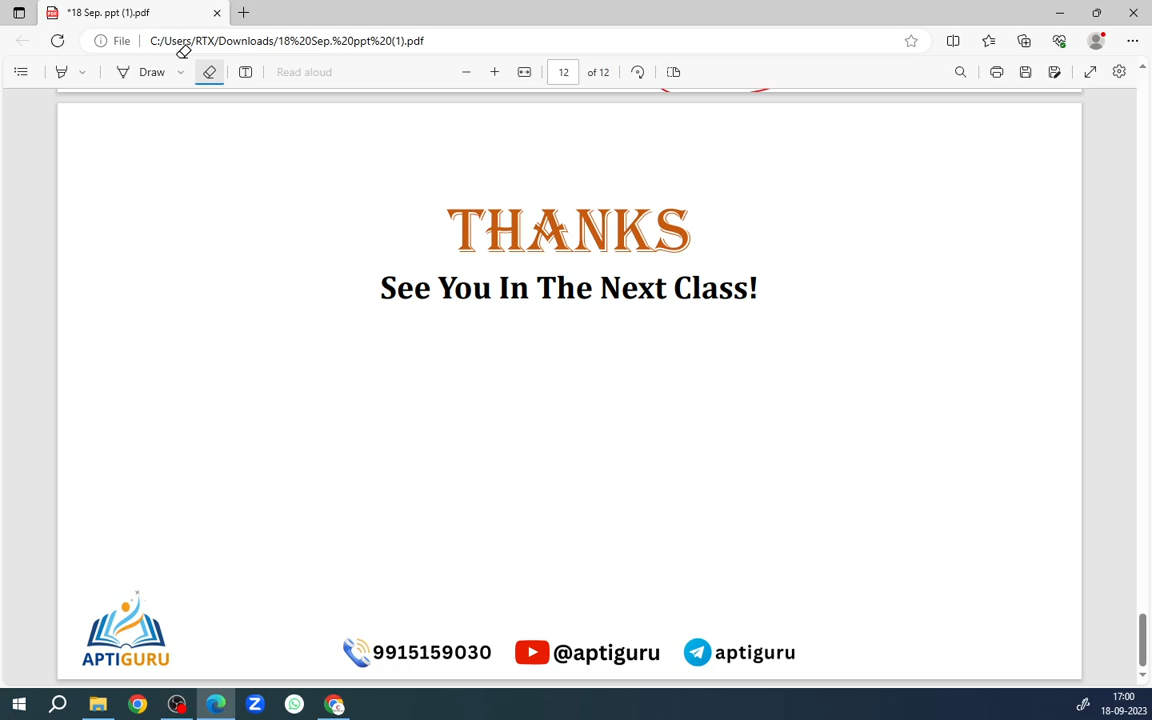 *18 Sep. ppt (1).pdf
File
C:/Users/RTX/Downloads/18%20Sep.%20ppt%20(1).pdf
Draw
Read aloud
12
of 12
THANKS
See You In The Next Class!
APTIGURU
9915159030
@aptiguru
aptiguru
17:00
18-09-2023